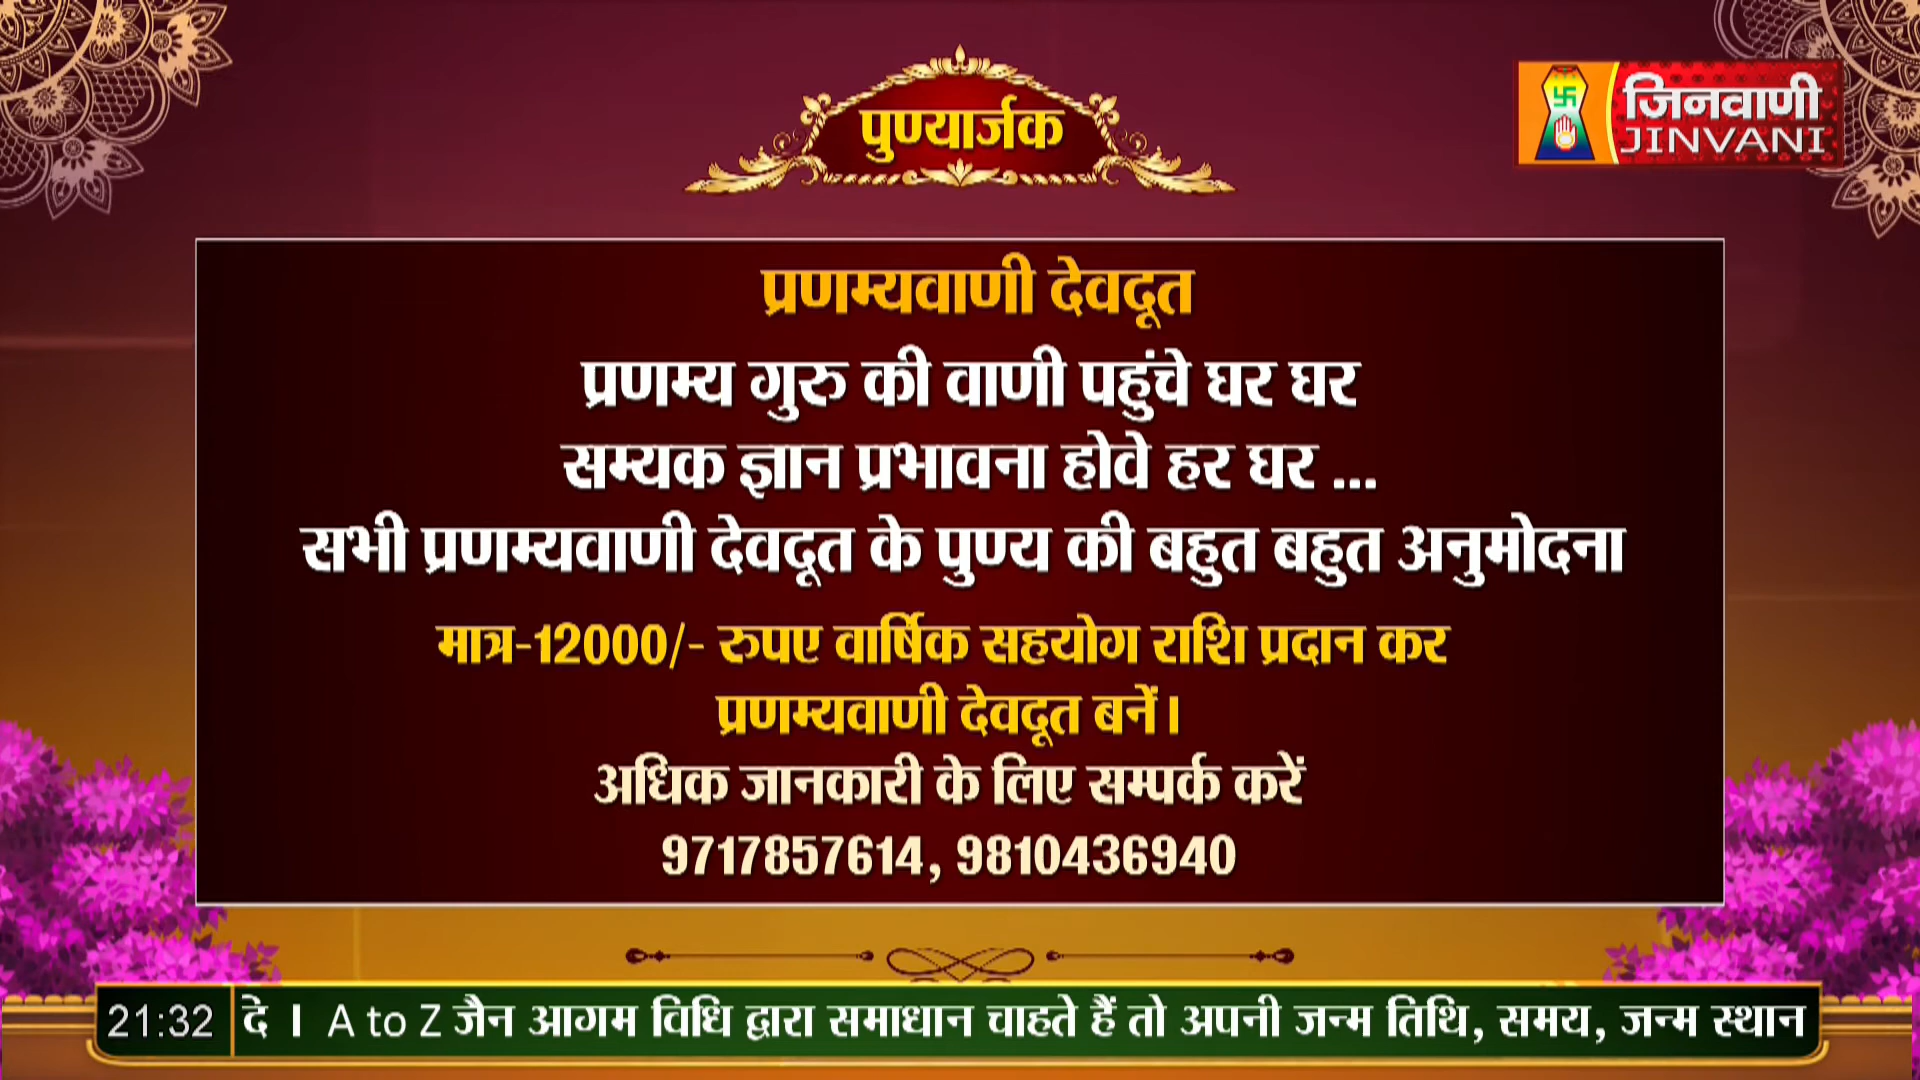 पुण्यार्जक
जिनवाणी
JINVANI
प्रणम्यवाणी देवदूत
प्रणम्य गुरु की वाणी पहुंचे घर घर
सम्यक ज्ञान प्रभावना होवे हर घर ...
सभी प्रणम्यवाणी देवदूत के पुण्य की बहुत बहुत अनुमोदना
मात्र-12000/- रुपए वार्षिक सहयोग राशि प्रदान कर
प्रणम्यवाणी देवदूत बनें।
अधिक जानकारी के लिए सम्पर्क करें
9717857614, 9810436940
21:32 दे । A to Z जैन आगम विधि द्वारा समाधान चाहते हैं तो अपनी जन्म तिथि, समय, जन्म स्थान